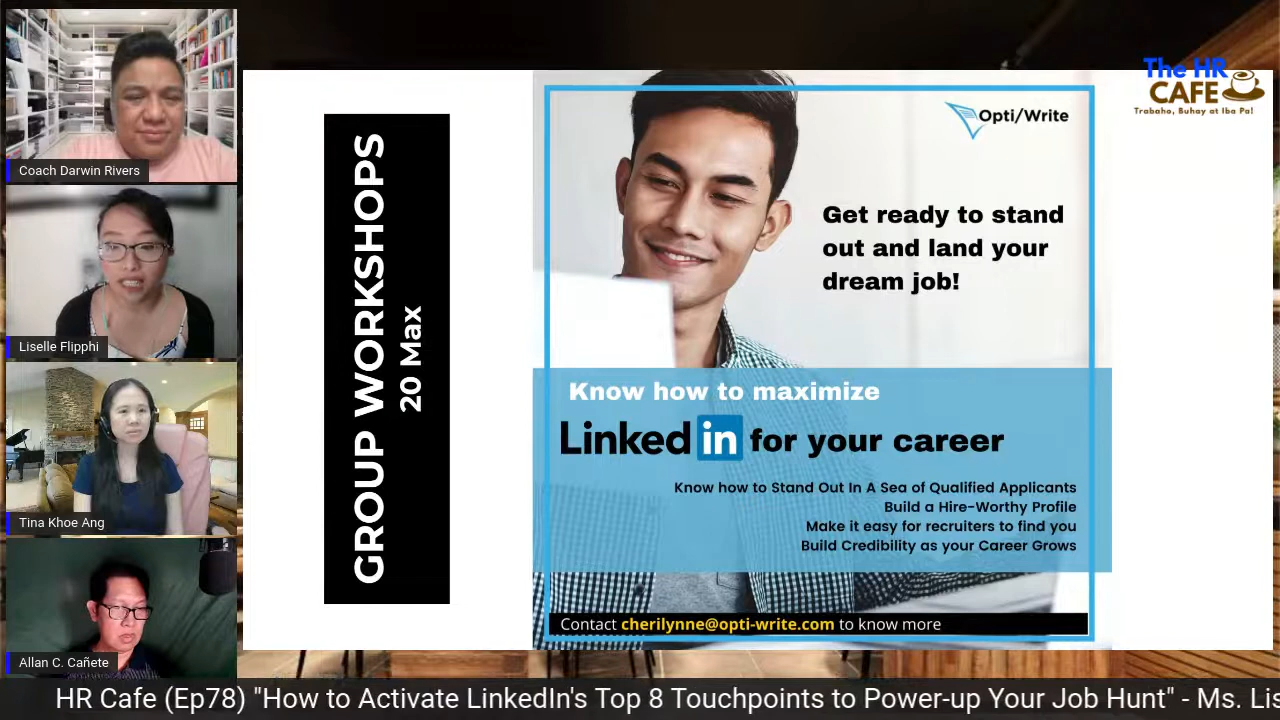 Coach Darwin Rivers
Liselle Flipphi
Tina Khoe Ang
Allan C. Cañete
GROUP WORKSHOPS
20 Max
The HR
CAFE
Trabaho, Buhay at Iba Pa!
Opti/Write
Get ready to stand
out and land your
dream job!
Know how to maximize
Linked in for your career
Know how to Stand Out In A Sea of Qualified Applicants
Build a Hire-Worthy Profile
Make it easy for recruiters to find you
Build Credibility as your Career Grows
Contact cherilynne@opti-write.com to know more
HR Cafe (Ep78) "How to Activate LinkedIn's Top 8 Touchpoints to Power-up Your Job Hunt" - Ms. Lis